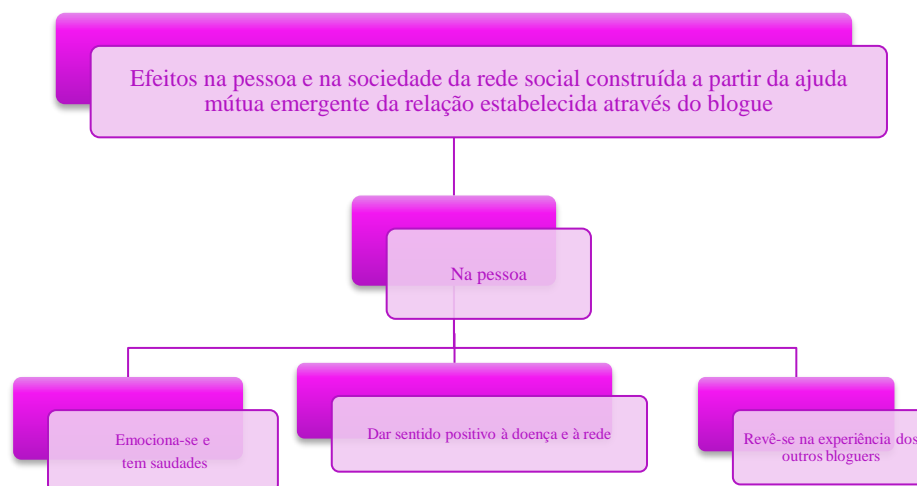 Efeitos na pessoa e na sociedade da rede social construída a partir da ajuda
mútua emergente da relação estabelecida através do blogue
Na pessoa
Emociona-se e
tem saudades
Dar sentido positivo à doença e à rede
Revê-se na experiência dos
outros bloguers